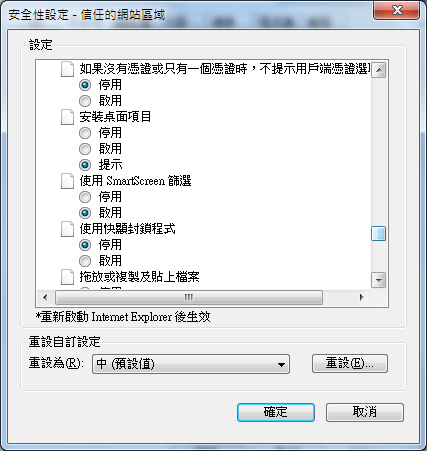 安全性設定 - 信任的網站區域
設定
如果沒有憑證或只有一個憑證時，不提示用戶端憑證選
停用
啟用
安裝桌面項目
停用
啟用
提示
使用 SmartScreen 篩選
停用
啟用
使用快顯封鎖程式
停用
啟用
拖放或複製及貼上檔案
*重新啟動 Internet Explorer 後生效
重設自訂設定
重設為(R): 中 (預設值) 重設(E)...
確定 取消